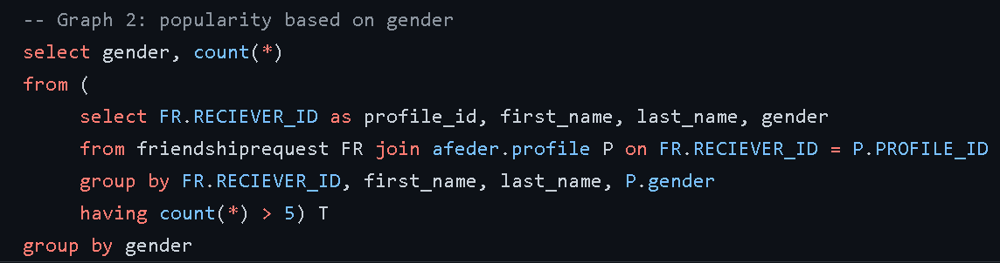 -- Graph 2: popularity based on gender
select gender, count(*)
from (
select FR.RECIEVER_ID as profile_id, first_name, last_name, gender
from friendshiprequest FR join afeder.profile P on FR.RECIEVER_ID = P.PROFILE_ID
group by FR.RECIEVER_ID, first_name, last_name, P.gender
having count(*) > 5) T
group by gender